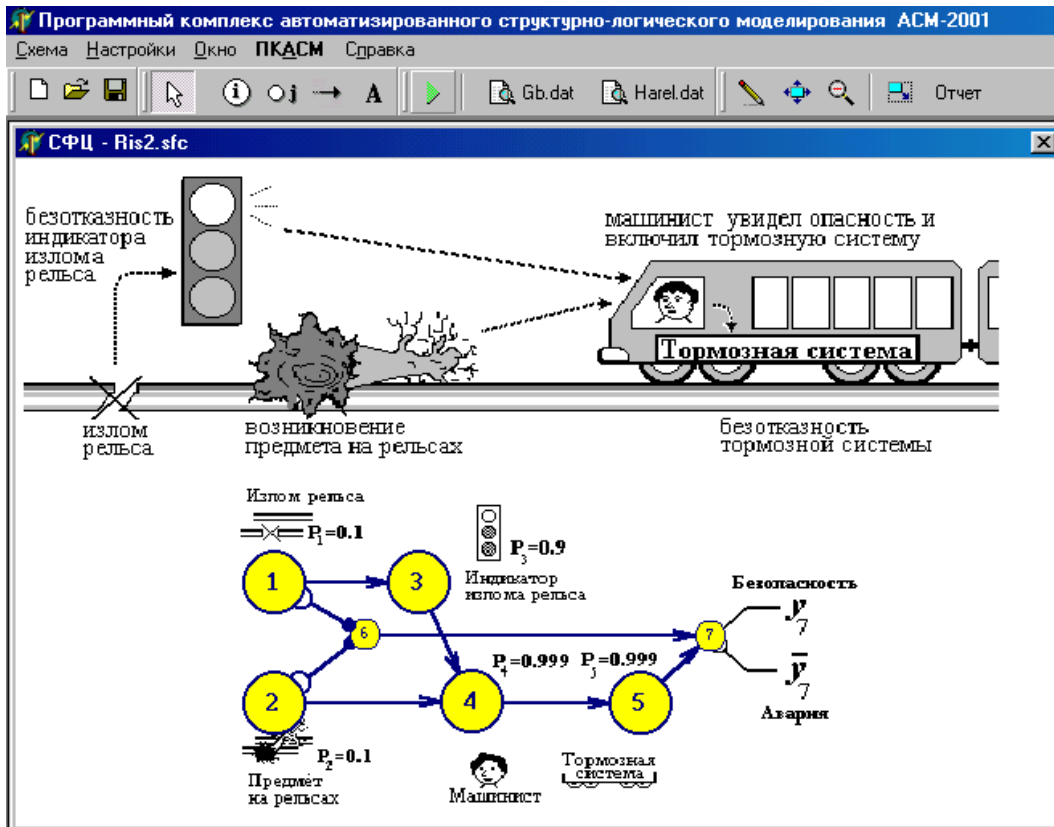 Программный комплекс автоматизированного структурно-логического моделирования АСМ-2001
Схема Настройки Окно ПКАСМ Справка
i j A Gb.dat Harel.dat Отчет
СФЦ - Ris2.sfc
безотказность
индикатора
излома
рельса
машинист увидел опасность и
включил тормозную систему
Тормозная система
излом
рельса
возникновение
предмета на рельсах
безотказность
тормозной системы
Излом рельса
P1=0.1
P3=0.9
Индикатор
излома рельса
1
3
6
2
4
5
7
P4=0.999 P5=0.999
Безопасность
y7
y̅7
Авария
P2=0.1
Предмет
на рельсах
Машинист
Тормозная
система